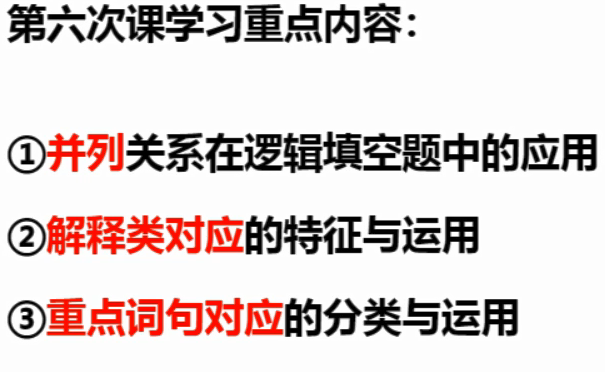 第六次课学习重点内容：
①并列关系在逻辑填空题中的应用
②解释类对应的特征与运用
③重点词句对应的分类与运用